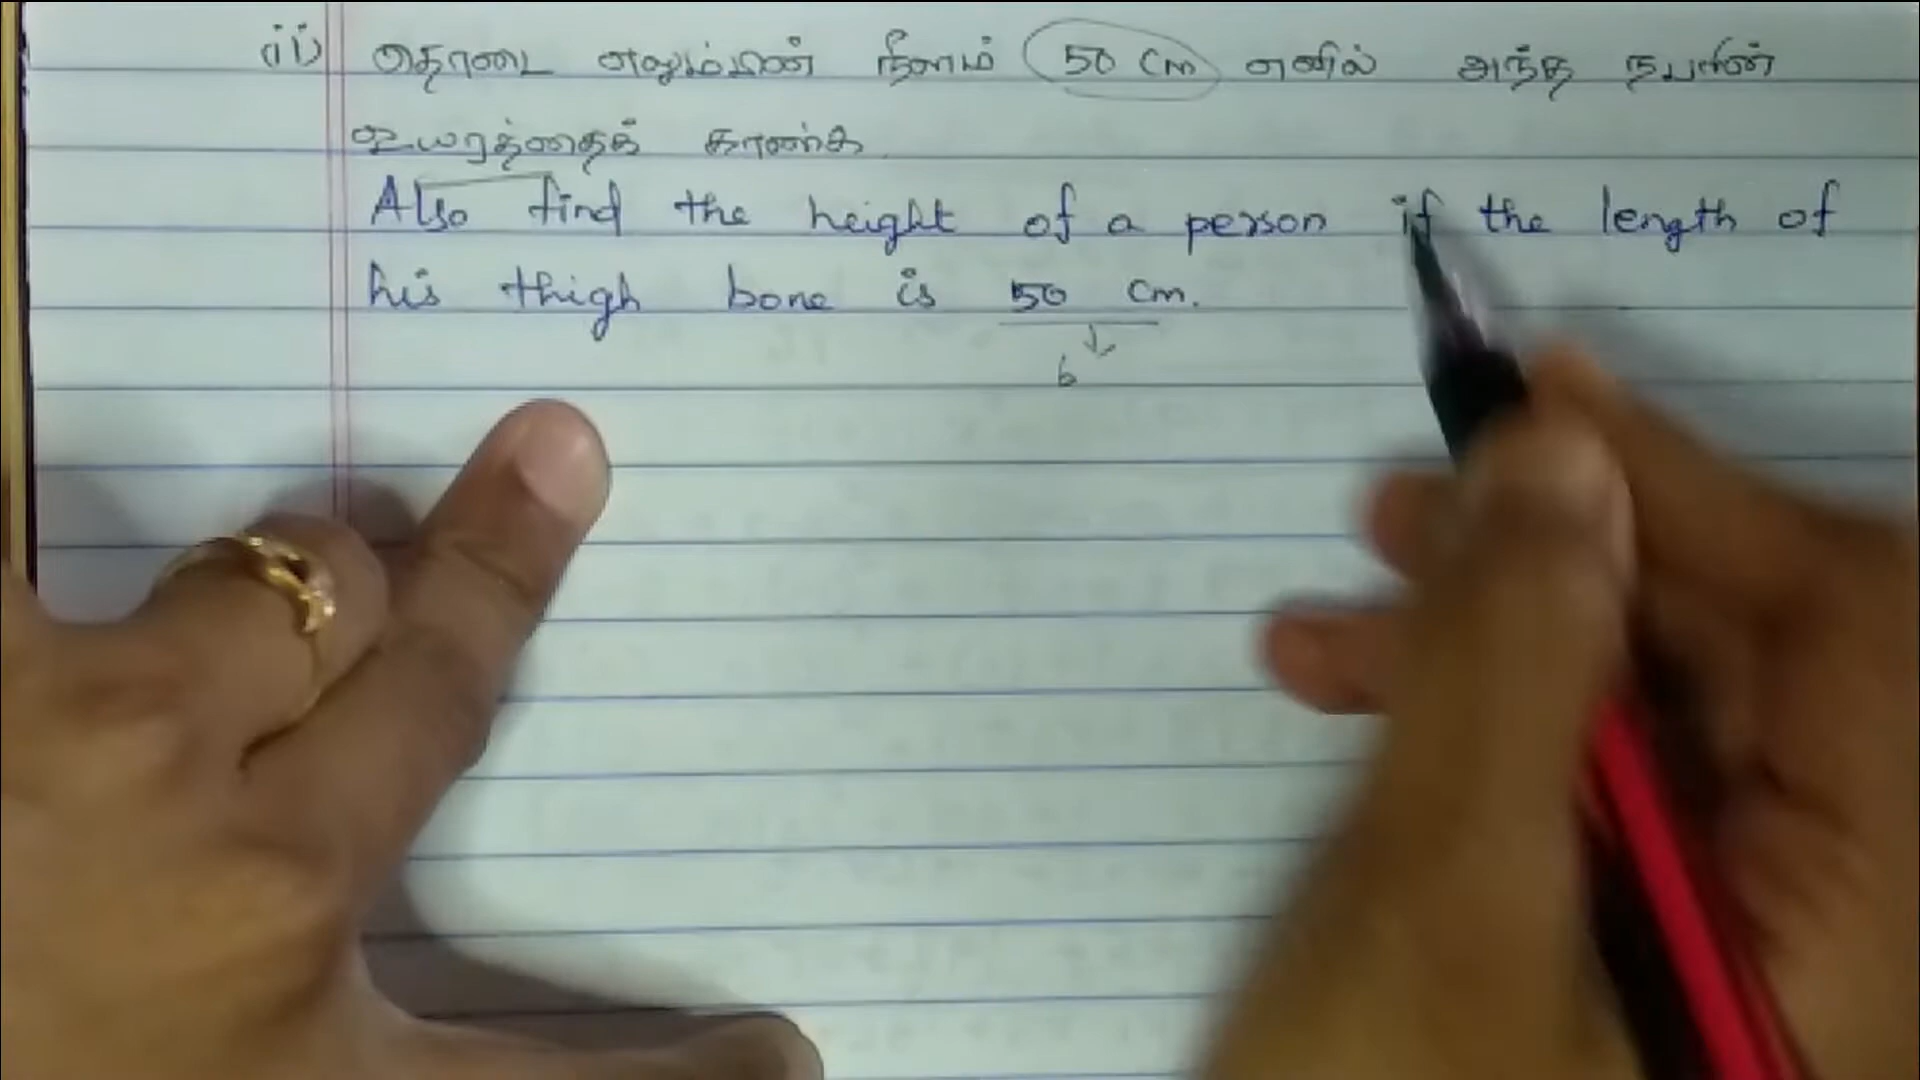 ii) தொடை எலும்பின் நீளம் 50 cm எனில் அந்த நபரின்
உயரத்தைக் காண்க.
Also find the height of a person if the length of
his thigh bone is 50 cm.
b